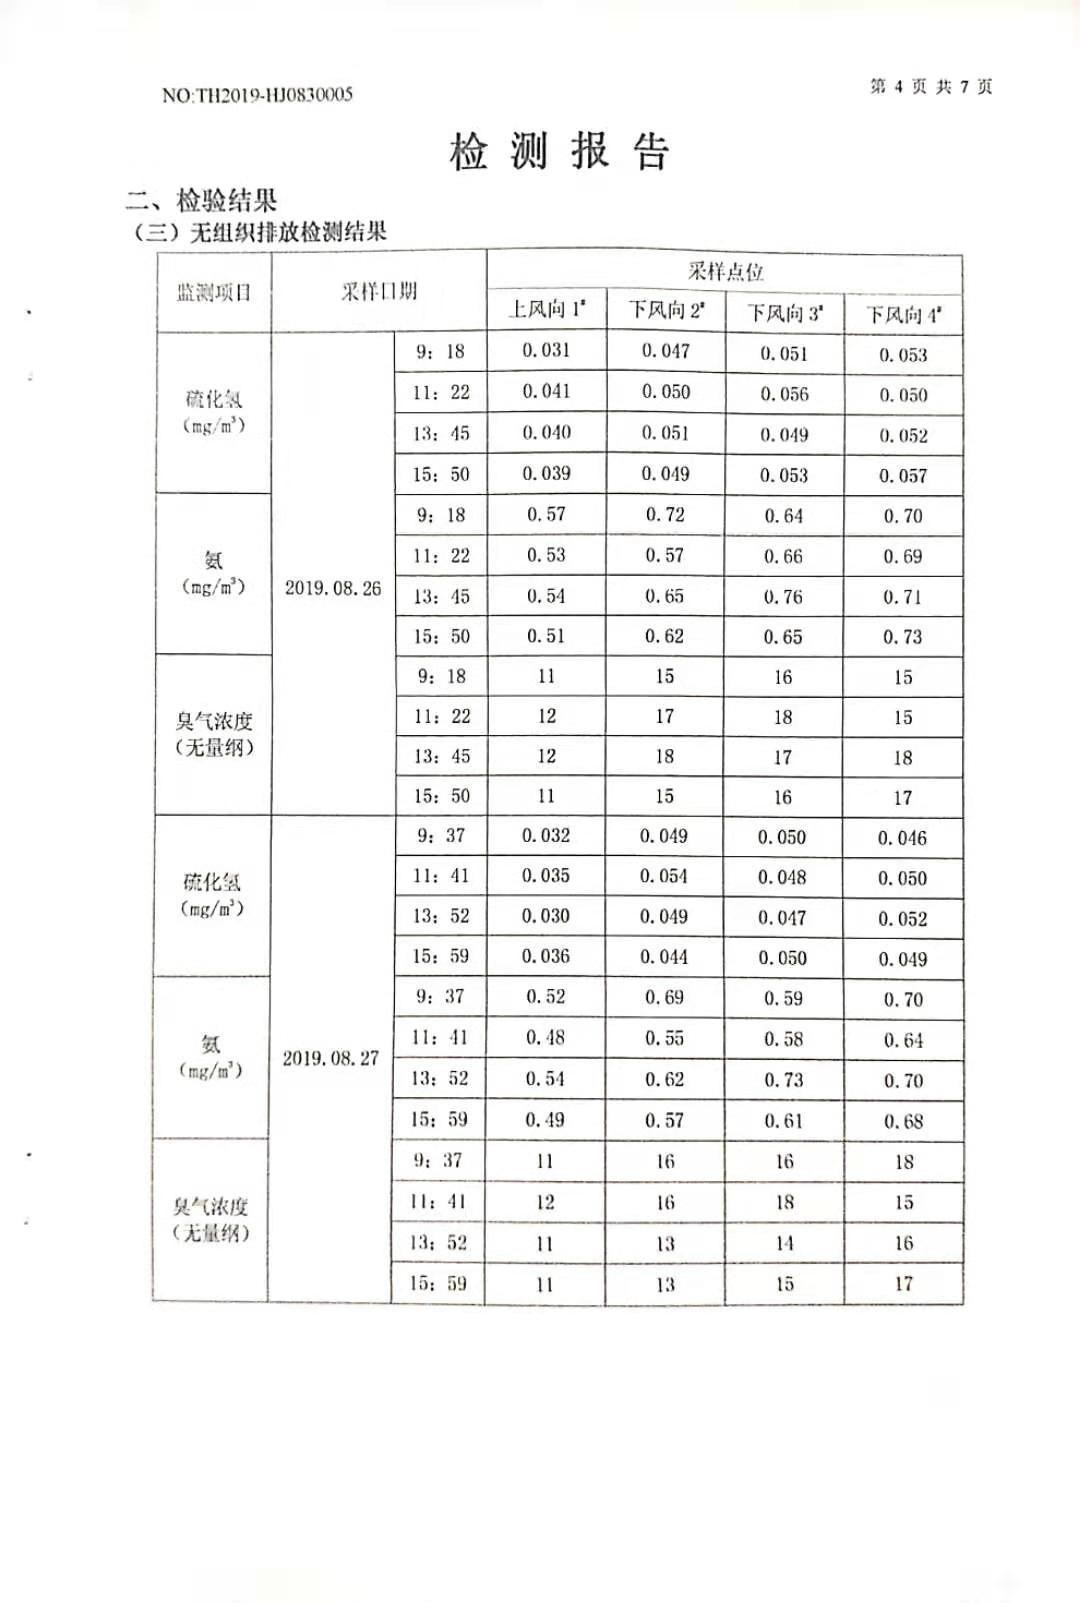 NO:TH2019-HJ0830005
第 4 页 共 7 页
检 测 报 告
二、检验结果
（三）无组织排放检测结果
监测项目 采样日期 采样点位
上风向 1# 下风向 2# 下风向 3# 下风向 4#
硫化氢
（mg/m³）
2019.08.26
9：18 0.031 0.047 0.051 0.053
11：22 0.041 0.050 0.056 0.050
13：45 0.040 0.051 0.049 0.052
15：50 0.039 0.049 0.053 0.057
氨
（mg/m³）
9：18 0.57 0.72 0.64 0.70
11：22 0.53 0.57 0.66 0.69
13：45 0.54 0.65 0.76 0.71
15：50 0.51 0.62 0.65 0.73
臭气浓度
（无量纲）
9：18 11 15 16 15
11：22 12 17 18 15
13：45 12 18 17 18
15：50 11 15 16 17
硫化氢
（mg/m³）
2019.08.27
9：37 0.032 0.049 0.050 0.046
11：41 0.035 0.054 0.048 0.050
13：52 0.030 0.049 0.047 0.052
15：59 0.036 0.044 0.050 0.049
氨
（mg/m³）
9：37 0.52 0.69 0.59 0.70
11：41 0.48 0.55 0.58 0.64
13：52 0.54 0.62 0.73 0.70
15：59 0.49 0.57 0.61 0.68
臭气浓度
（无量纲）
9：37 11 16 16 18
11：41 12 16 18 15
13：52 11 13 14 16
15：59 11 13 15 17